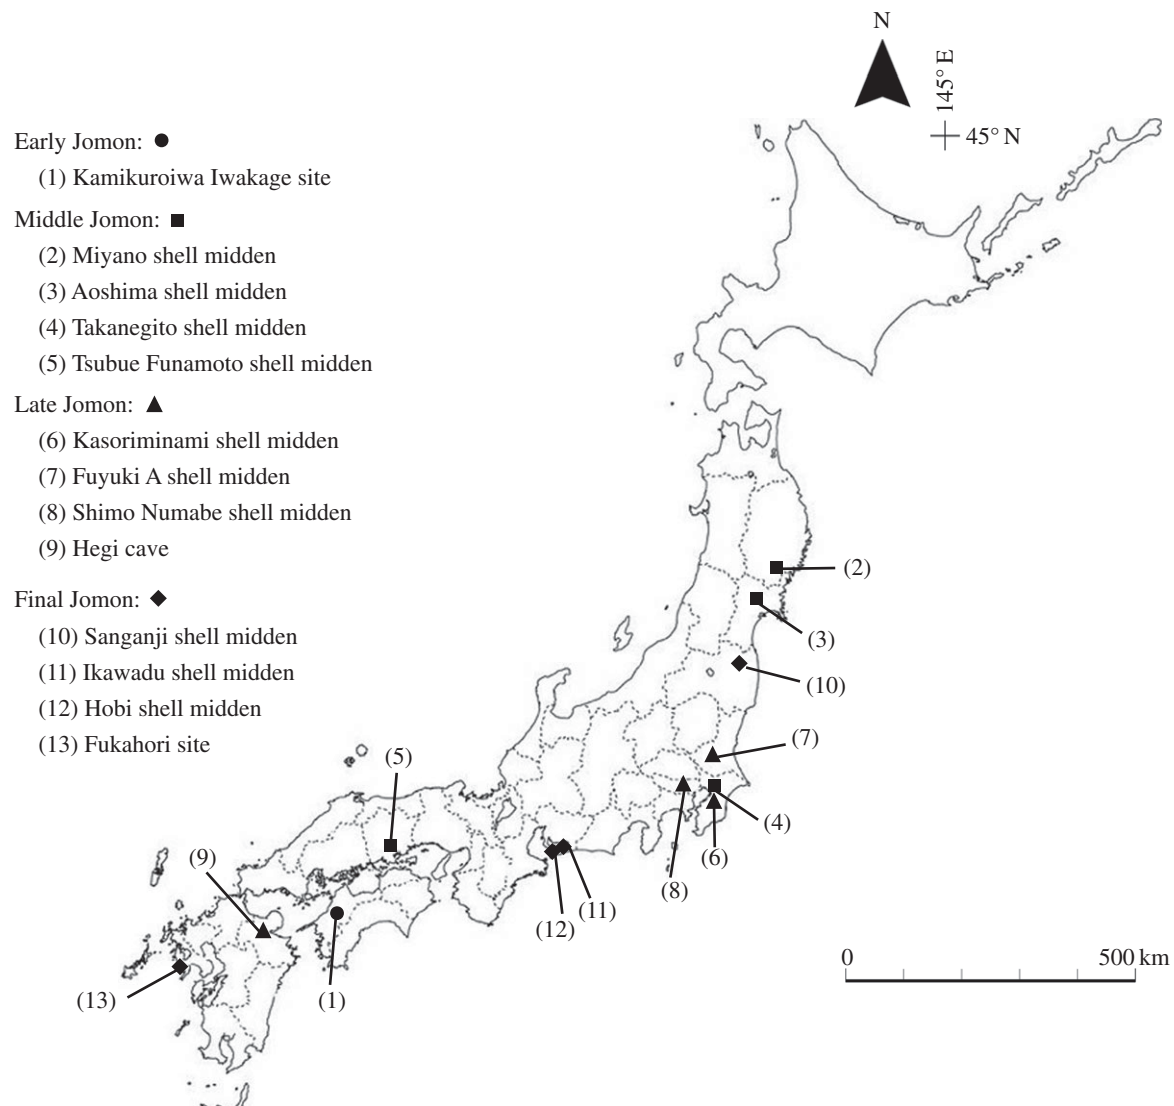 N
145° E
45° N
Early Jomon:
(1) Kamikuroiwa Iwakage site
Middle Jomon:
(2) Miyano shell midden
(3) Aoshima shell midden
(4) Takanegito shell midden
(5) Tsubue Funamoto shell midden
Late Jomon:
(6) Kasoriminami shell midden
(7) Fuyuki A shell midden
(8) Shimo Numabe shell midden
(9) Hegi cave
Final Jomon:
(10) Sanganji shell midden
(11) Ikawadu shell midden
(12) Hobi shell midden
(13) Fukahori site
(2)
(3)
(10)
(7)
(5)
(4)
(6)
(9)
(8)
(11)
(12)
(13)
(1)
0 500 km